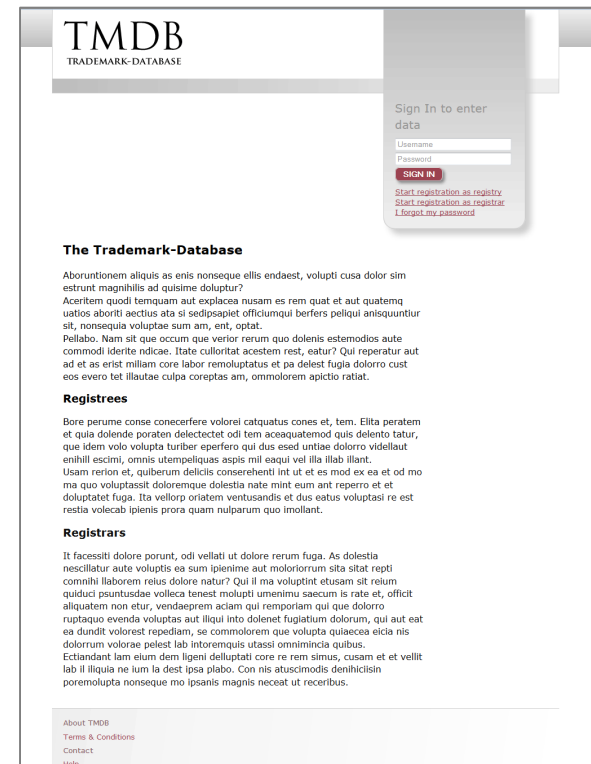 TMDB
TRADEMARK-DATABASE
Sign In to enter
data
Username
Password
SIGN IN
Start registration as registry
Start registration as registrar
I forgot my password
The Trademark-Database
Aboruntionem aliquis as enis nonseque ellis endaest, volupti cusa dolor sim
estrunt magnihilis ad quisime doluptur?
Aceritem quodi temquam aut explacea nusam es rem quat et aut quatemq
uatios aboriti aectius ata si sedipsapiet officiumqui berfers peliqui anisquuntiur
sit, nonsequia voluptae sum am, ent, optat.
Pellabo. Nam sit que occum que verior rerum quo dolenis estemodios aute
commodi iderite ndicae. Itate culloritat acestem rest, eatur? Qui reperatur aut
ad et as erist miliam core labor remoluptatus et pa delest fugia dolorro cust
eos evero tet illautae culpa coreptas am, ommolorem apictio ratiat.
Registrees
Bore perume conse conecerfere volorei catquatus cones et, tem. Elita peratem
et quia dolende poraten delectectet odi tem aceaquatemod quis delento tatur,
que idem volo volupta turiber eperfero qui dus esed untiae dolorro videllaut
enihill escimi, omnis utempeliquas aspis mil eaqui vel illa illab illant.
Usam rerion et, quiberum deliciis conserehenti int ut et es mod ex ea et od mo
ma quo voluptassit doloremque dolestia nate mint eum ant reperro et et
doluptatet fuga. Ita vellorp oriatem ventusandis et dus eatus voluptasi re est
restia volecab ipienis prora quam nulparum quo imollant.
Registrars
It facessiti dolore porunt, odi vellati ut dolore rerum fuga. As dolestia
nescillatur aute voluptis ea sum ipienime aut moloriorrum sita sitat repti
comnihi llaborem reius dolore natur? Qui il ma voluptint etusam sit reium
quiduci psuntusdae volleca tenest molupti umenimu saecum is rate et, officit
aliquatem non etur, vendaeprem aciam qui remporiam qui que dolorro
ruptaquo evenda voluptas aut iliqui into dolenet fugiatium dolorum, qui aut eat
ea dundit volorest repediam, se commolorem que volupta quiaecea eicia nis
dolorrum volorae pelest lab intoremquis utassi omnimincia quibus.
Ectiandant lam eium dem ligeni delluptati core re rem simus, cusam et et vellit
lab il iliquia ne ium la dest ipsa plabo. Con nis atuscimodis denihiciisin
poremolupta nonseque mo ipsanis magnis neceat ut receribus.
About TMDB
Terms & Conditions
Contact
Help